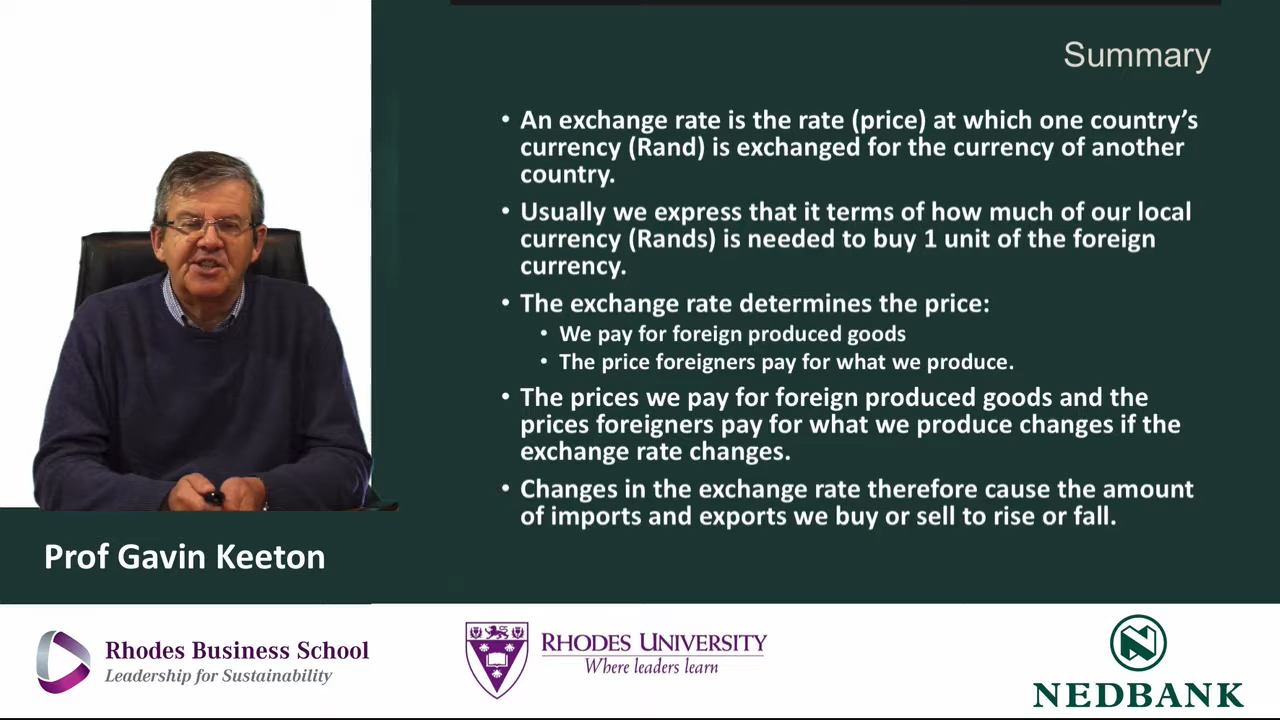 Summary
• An exchange rate is the rate (price) at which one country's
currency (Rand) is exchanged for the currency of another
country.
• Usually we express that it terms of how much of our local
currency (Rands) is needed to buy 1 unit of the foreign
currency.
• The exchange rate determines the price:
• We pay for foreign produced goods
• The price foreigners pay for what we produce.
• The prices we pay for foreign produced goods and the
prices foreigners pay for what we produce changes if the
exchange rate changes.
• Changes in the exchange rate therefore cause the amount
of imports and exports we buy or sell to rise or fall.
Prof Gavin Keeton
Rhodes Business School
Leadership for Sustainability
RHODES UNIVERSITY
Where leaders learn
NEDBANK